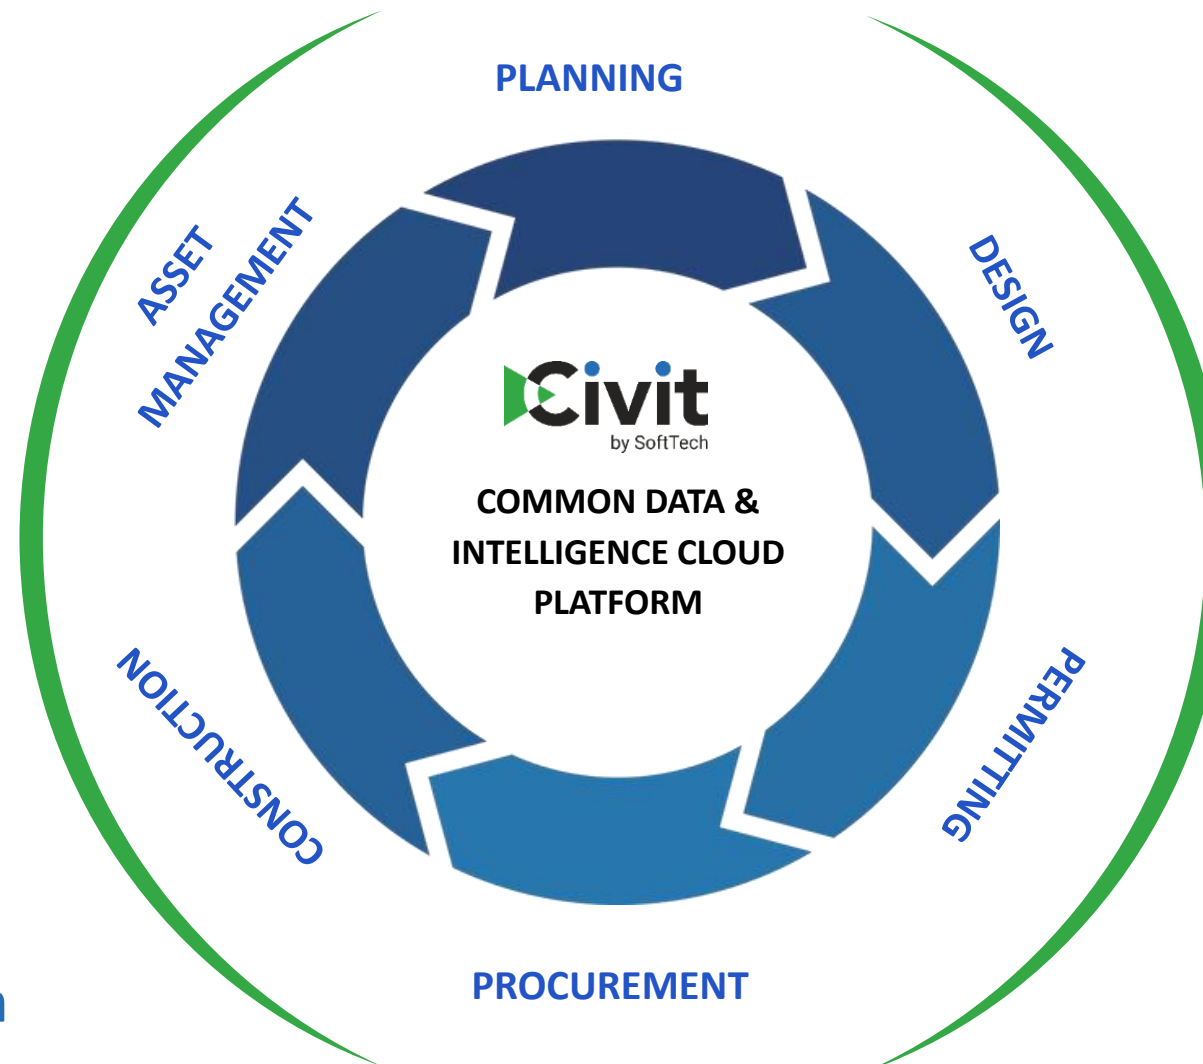 PLANNING
DESIGN
PERMITTING
PROCUREMENT
CONSTRUCTION
ASSET
MANAGEMENT
Civit
by SoftTech
COMMON DATA &
INTELLIGENCE CLOUD
PLATFORM